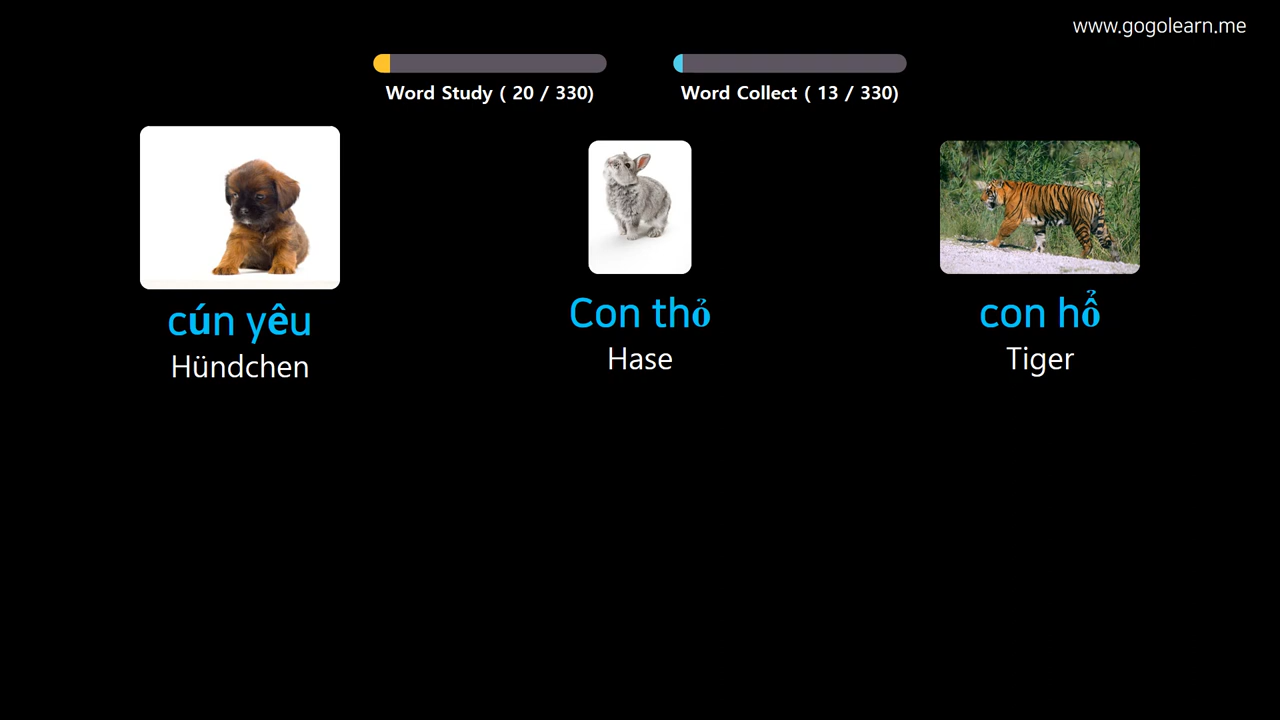 www.gogolearn.me
Word Study ( 20 / 330)
Word Collect ( 13 / 330)
cún yêu
Hündchen
Con thỏ
Hase
con hổ
Tiger